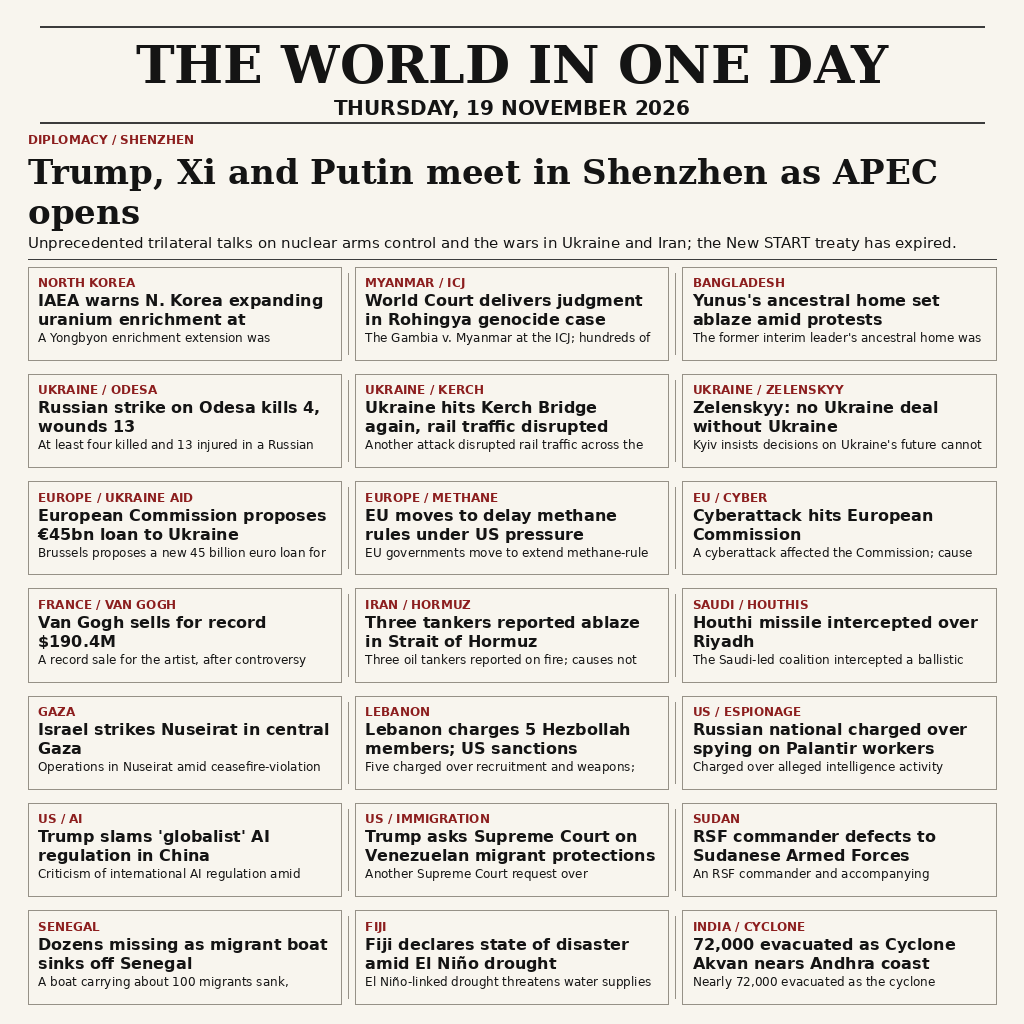 THE WORLD IN ONE DAY
THURSDAY, 19 NOVEMBER 2026
DIPLOMACY / SHENZHEN
Trump, Xi and Putin meet in Shenzhen as APEC
opens
Unprecedented trilateral talks on nuclear arms control and the wars in Ukraine and Iran; the New START treaty has expired.
NORTH KOREA
IAEA warns N. Korea expanding
uranium enrichment at
A Yongbyon enrichment extension was
MYANMAR / ICJ
World Court delivers judgment
in Rohingya genocide case
The Gambia v. Myanmar at the ICJ; hundreds of
BANGLADESH
Yunus's ancestral home set
ablaze amid protests
The former interim leader's ancestral home was
UKRAINE / ODESA
Russian strike on Odesa kills 4,
wounds 13
At least four killed and 13 injured in a Russian
UKRAINE / KERCH
Ukraine hits Kerch Bridge
again, rail traffic disrupted
Another attack disrupted rail traffic across the
UKRAINE / ZELENSKYY
Zelenskyy: no Ukraine deal
without Ukraine
Kyiv insists decisions on Ukraine's future cannot
EUROPE / UKRAINE AID
European Commission proposes
€45bn loan to Ukraine
Brussels proposes a new 45 billion euro loan for
EUROPE / METHANE
EU moves to delay methane
rules under US pressure
EU governments move to extend methane-rule
EU / CYBER
Cyberattack hits European
Commission
A cyberattack affected the Commission; cause
FRANCE / VAN GOGH
Van Gogh sells for record
$190.4M
A record sale for the artist, after controversy
IRAN / HORMUZ
Three tankers reported ablaze
in Strait of Hormuz
Three oil tankers reported on fire; causes not
SAUDI / HOUTHIS
Houthi missile intercepted over
Riyadh
The Saudi-led coalition intercepted a ballistic
GAZA
Israel strikes Nuseirat in central
Gaza
Operations in Nuseirat amid ceasefire-violation
LEBANON
Lebanon charges 5 Hezbollah
members; US sanctions
Five charged over recruitment and weapons;
US / ESPIONAGE
Russian national charged over
spying on Palantir workers
Charged over alleged intelligence activity
US / AI
Trump slams 'globalist' AI
regulation in China
Criticism of international AI regulation amid
US / IMMIGRATION
Trump asks Supreme Court on
Venezuelan migrant protections
Another Supreme Court request over
SUDAN
RSF commander defects to
Sudanese Armed Forces
An RSF commander and accompanying
SENEGAL
Dozens missing as migrant boat
sinks off Senegal
A boat carrying about 100 migrants sank,
FIJI
Fiji declares state of disaster
amid El Niño drought
El Niño-linked drought threatens water supplies
INDIA / CYCLONE
72,000 evacuated as Cyclone
Akvan nears Andhra coast
Nearly 72,000 evacuated as the cyclone